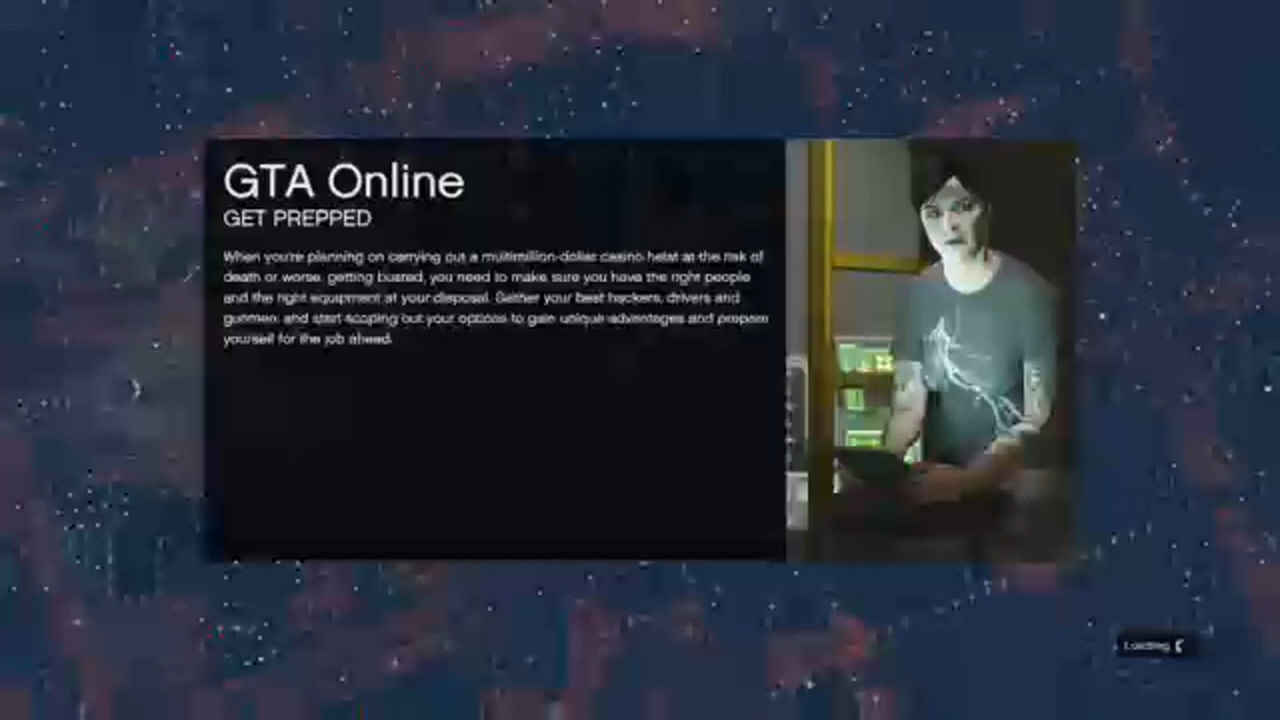 GTA Online
GET PREPPED
When you're planning on carrying out a multimillion-dollar casino heist at the risk of
death or worse, getting busted, you need to make sure you have the right people
and the right equipment at your disposal. Gather your best hackers, drivers and
gunmen, and start scoping out your options to gain unique advantages and prepare
yourself for the job ahead.
Loading